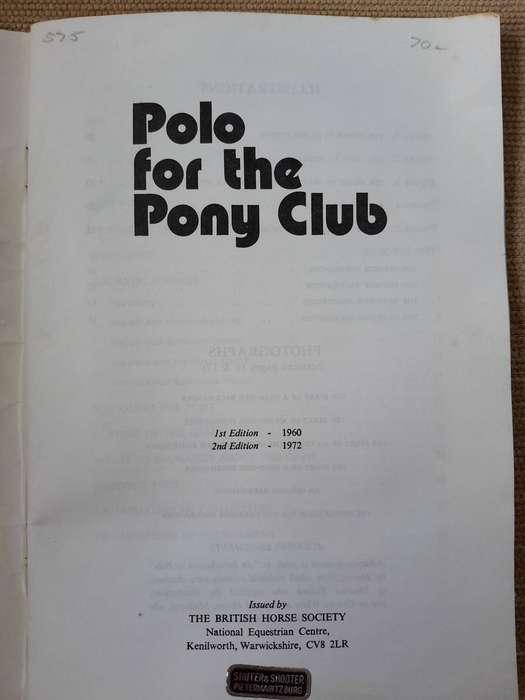 575
70-
Polo
for the
Pony Club
1st Edition - 1960
2nd Edition - 1972
Issued by
THE BRITISH HORSE SOCIETY
National Equestrian Centre,
Kenilworth, Warwickshire, CV8 2LR
SHUTER & SHOOTER
PIETERMARITZBURG